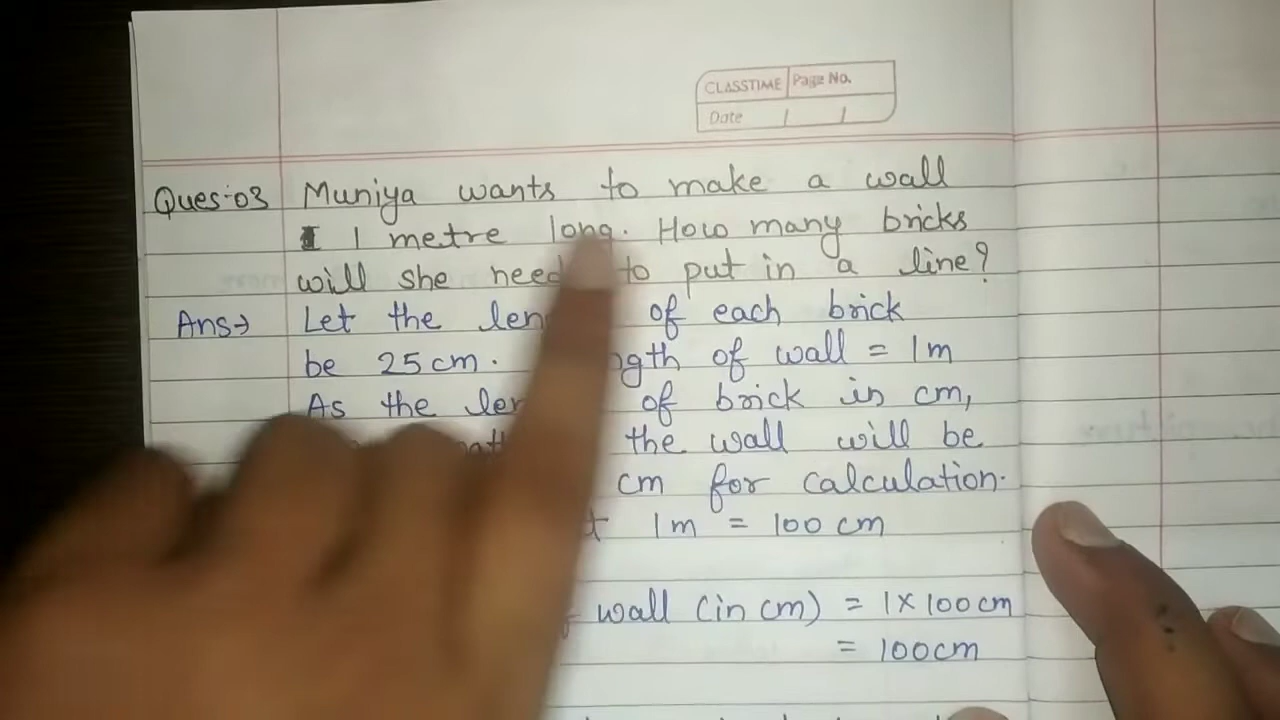 CLASSTIME Page No.
Date / /
Ques:-03 Muniya wants to make a wall
1 metre long. How many bricks
will she need to put in a line?
Ans→ Let the of each brick
be 25cm. of wall = 1m
As the of brick is cm,
the wall will be
cm for calculation.
1m = 100 cm
wall (in cm) = 1 × 100 cm
= 100cm